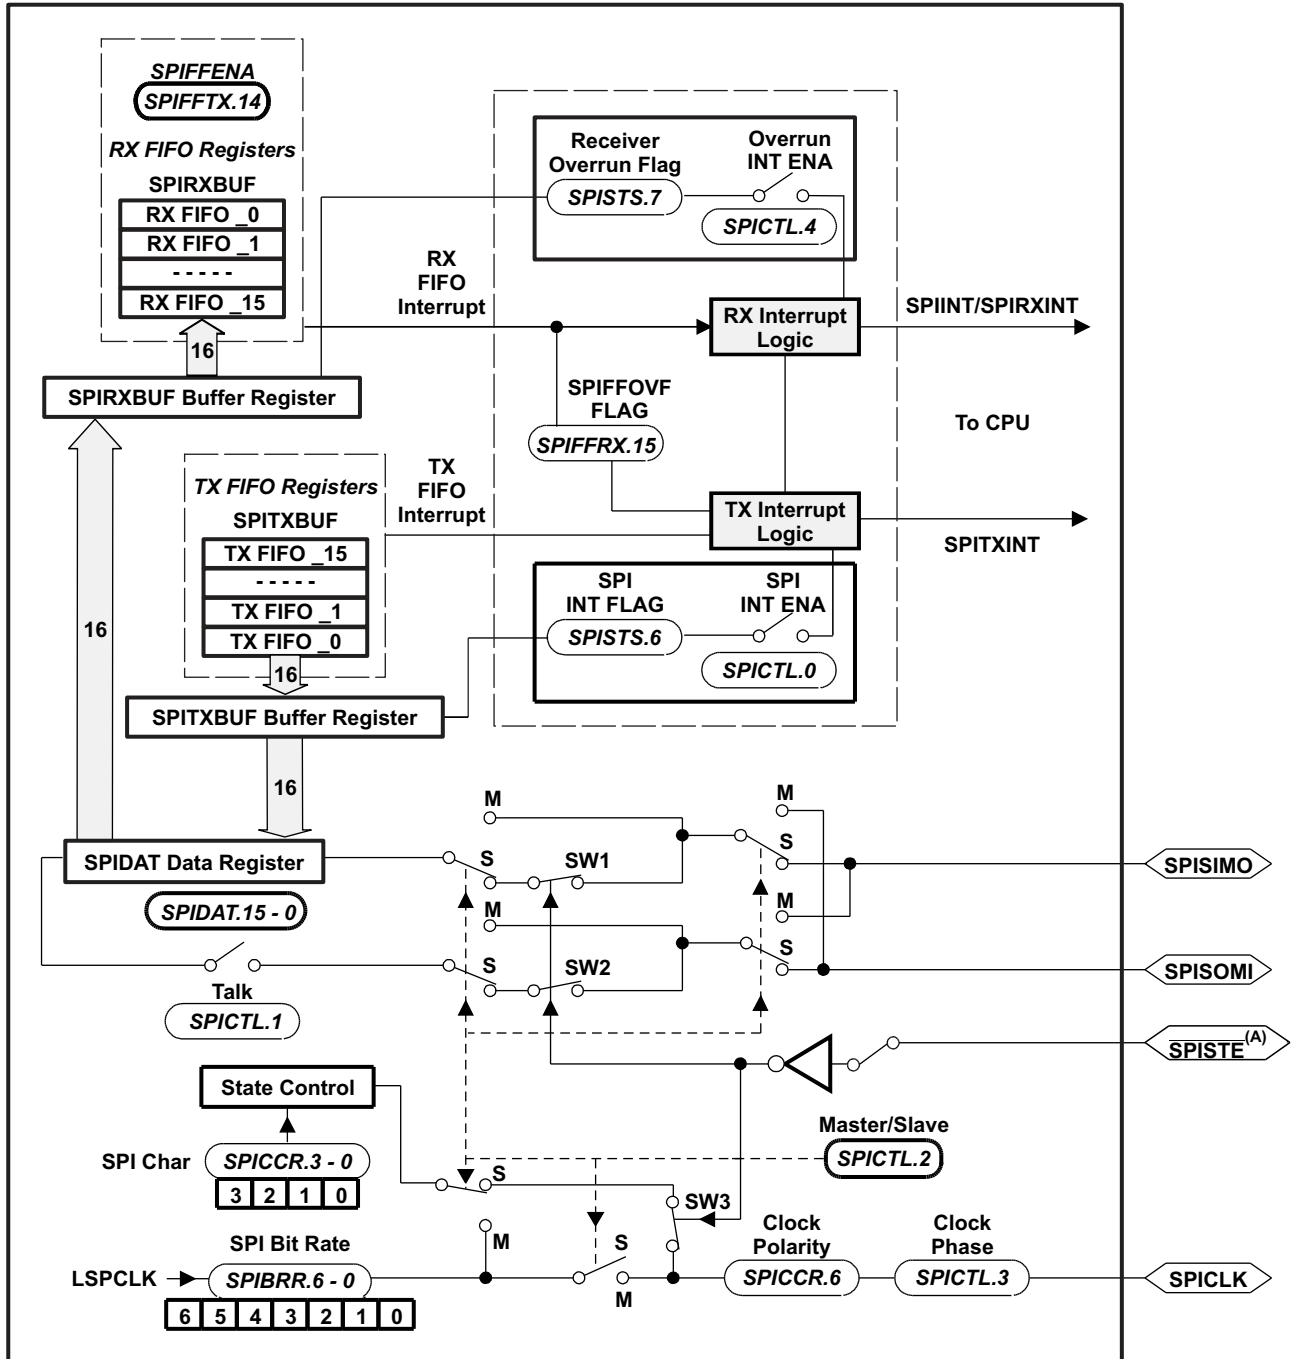 SPIFFENA
SPIFFTX.14
RX FIFO Registers
SPIRXBUF
RX FIFO _0
RX FIFO _1
- - - - -
RX FIFO _15
16
SPIRXBUF Buffer Register
Receiver
Overrun Flag
SPISTS.7
Overrun
INT ENA
SPICTL.4
RX
FIFO
Interrupt
RX Interrupt
Logic
SPIINT/SPIRXINT
SPIFFOVF
FLAG
SPIFFRX.15
To CPU
TX FIFO Registers
SPITXBUF
TX FIFO _15
- - - - -
TX FIFO _1
TX FIFO _0
16
16
TX
FIFO
Interrupt
TX Interrupt
Logic
SPITXINT
SPI
INT FLAG
SPISTS.6
SPI
INT ENA
SPICTL.0
SPITXBUF Buffer Register
16
SPIDAT Data Register
SPIDAT.15 - 0
M
S
SW1
M
S
SPISIMO
M
S
SW2
M
S
SPISOMI
Talk
SPICTL.1
SPISTE(A)
State Control
Master/Slave
SPICTL.2
SPI Char
SPICCR.3 - 0
3 2 1 0
S
M
SW3
SPI Bit Rate
LSPCLK
SPIBRR.6 - 0
6 5 4 3 2 1 0
S
M
Clock
Polarity
SPICCR.6
Clock
Phase
SPICTL.3
SPICLK